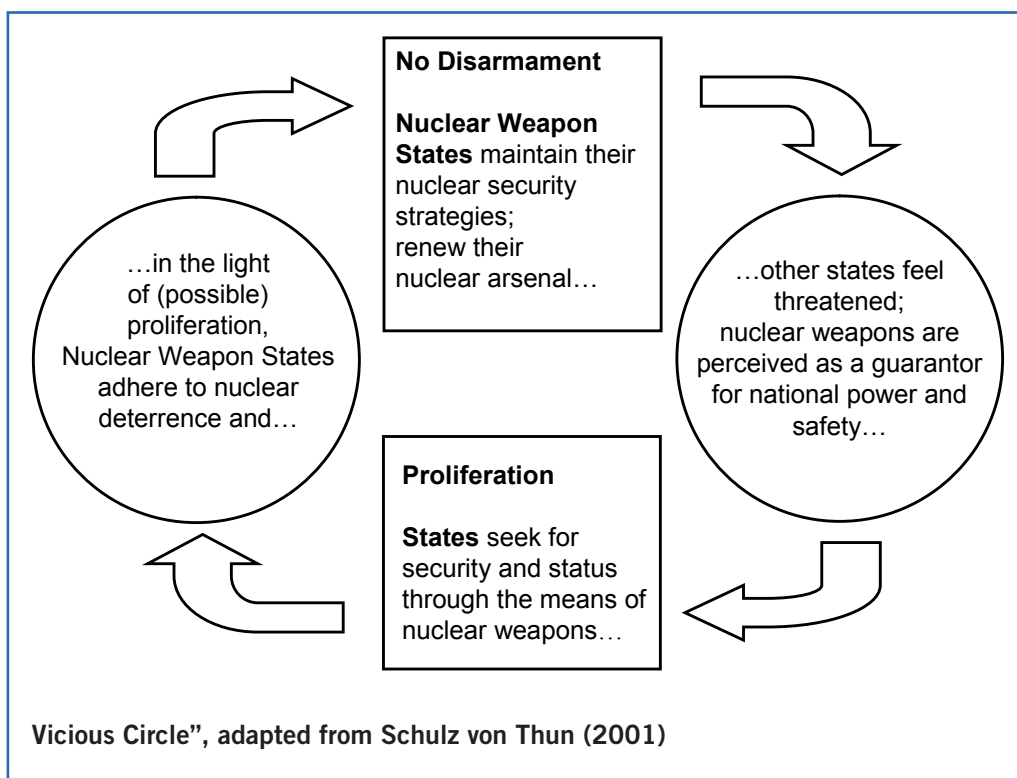 No Disarmament
Nuclear Weapon
States maintain their
nuclear security
strategies;
renew their
nuclear arsenal…
…other states feel
threatened;
nuclear weapons are
perceived as a guarantor
for national power and
safety…
Proliferation
States seek for
security and status
through the means of
nuclear weapons…
…in the light
of (possible)
proliferation,
Nuclear Weapon States
adhere to nuclear
deterrence and…
Vicious Circle”, adapted from Schulz von Thun (2001)